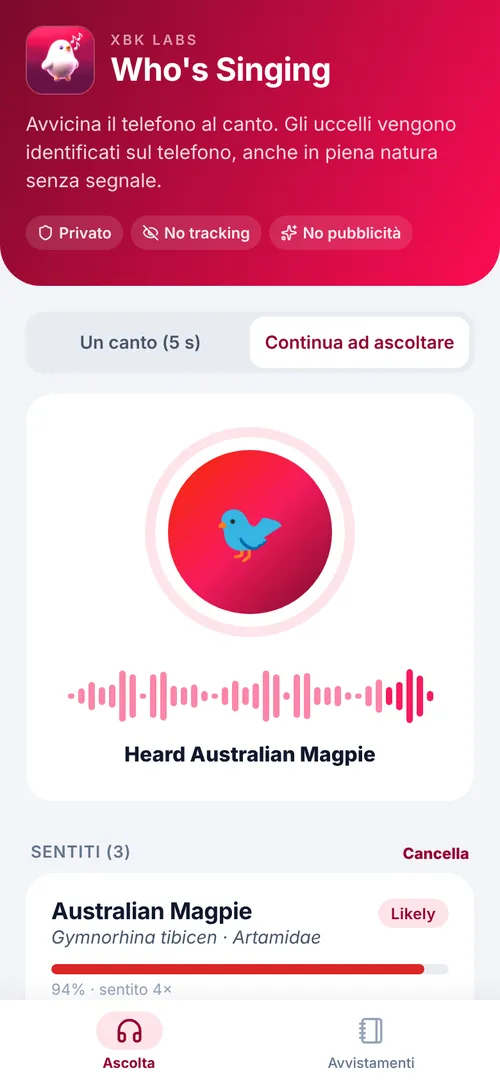 XBK LABS
Who's Singing
Avvicina il telefono al canto. Gli uccelli vengono
identificati sul telefono, anche in piena natura
senza segnale.
Privato
No tracking
No pubblicità
Un canto (5 s)
Continua ad ascoltare
Heard Australian Magpie
SENTITI (3)
Cancella
Australian Magpie
Likely
Gymnorhina tibicen · Artamidae
94% · sentito 4×
Ascolta
Avvistamenti